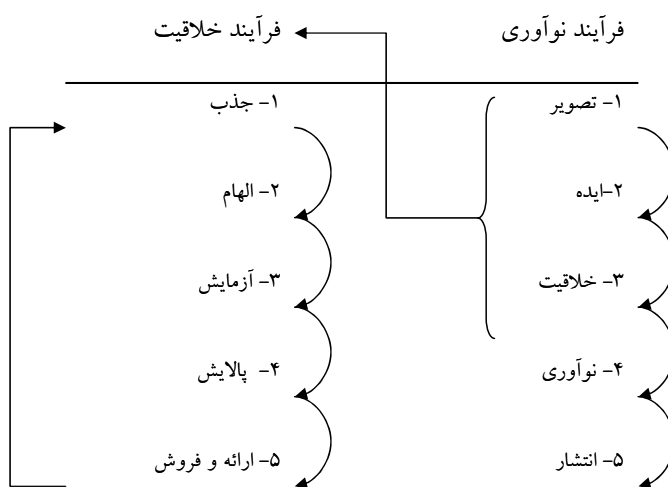 فرآیند نوآوری
فرآیند خلاقیت
۱- تصویر
۲-ایده
۳- خلاقیت
۴- نوآوری
۵- انتشار
۱- جذب
۲- الهام
۳- آزمایش
۴- پالایش
۵- ارائه و فروش